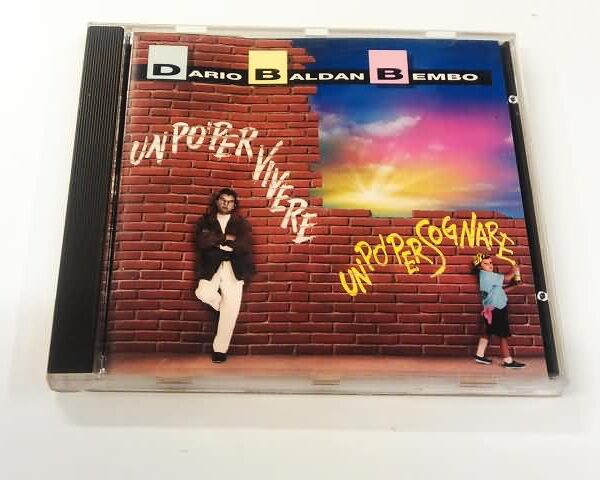 DARIO BALDAN BEMBO
UN PO' PER VIVERE
UN PO' PER SOGNARE